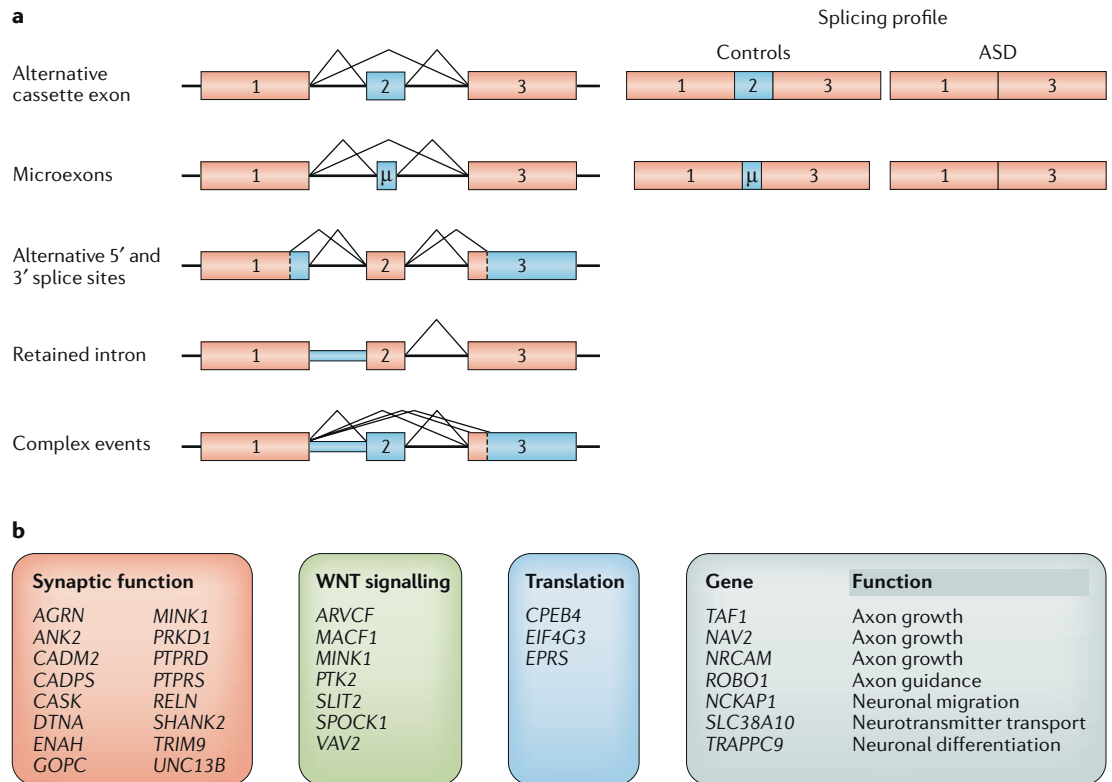 a
Splicing profile
Controls ASD
Alternative
cassette exon
1 2 3 1 2 3 1 3
Microexons
1 µ 3 1 µ 3 1 3
Alternative 5′ and
3′ splice sites
1 2 3
Retained intron
1 2 3
Complex events
1 2 3
b
Synaptic function
AGRN MINK1
ANK2 PRKD1
CADM2 PTPRD
CADPS PTPRS
CASK RELN
DTNA SHANK2
ENAH TRIM9
GOPC UNC13B
WNT signalling
ARVCF
MACF1
MINK1
PTK2
SLIT2
SPOCK1
VAV2
Translation
CPEB4
EIF4G3
EPRS
Gene Function
TAF1 Axon growth
NAV2 Axon growth
NRCAM Axon growth
ROBO1 Axon guidance
NCKAP1 Neuronal migration
SLC38A10 Neurotransmitter transport
TRAPPC9 Neuronal differentiation